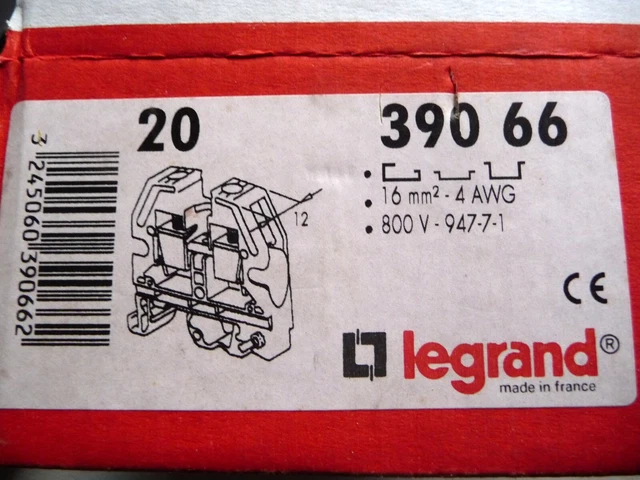 20
390 66
16 mm² - 4 AWG
800 V - 947-7-1
12
3 245060 390662
CE
legrand®
made in france